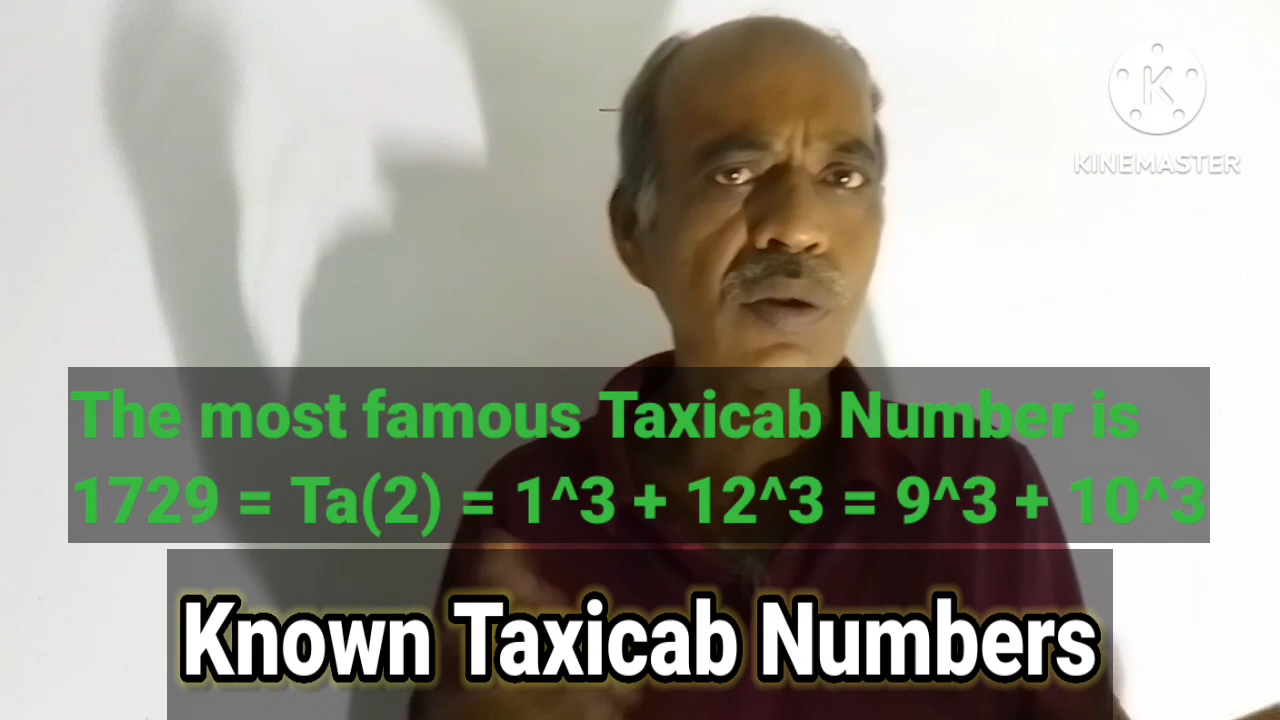 KINEMASTER
The most famous Taxicab Number is
1729 = Ta(2) = 1^3 + 12^3 = 9^3 + 10^3
Known Taxicab Numbers